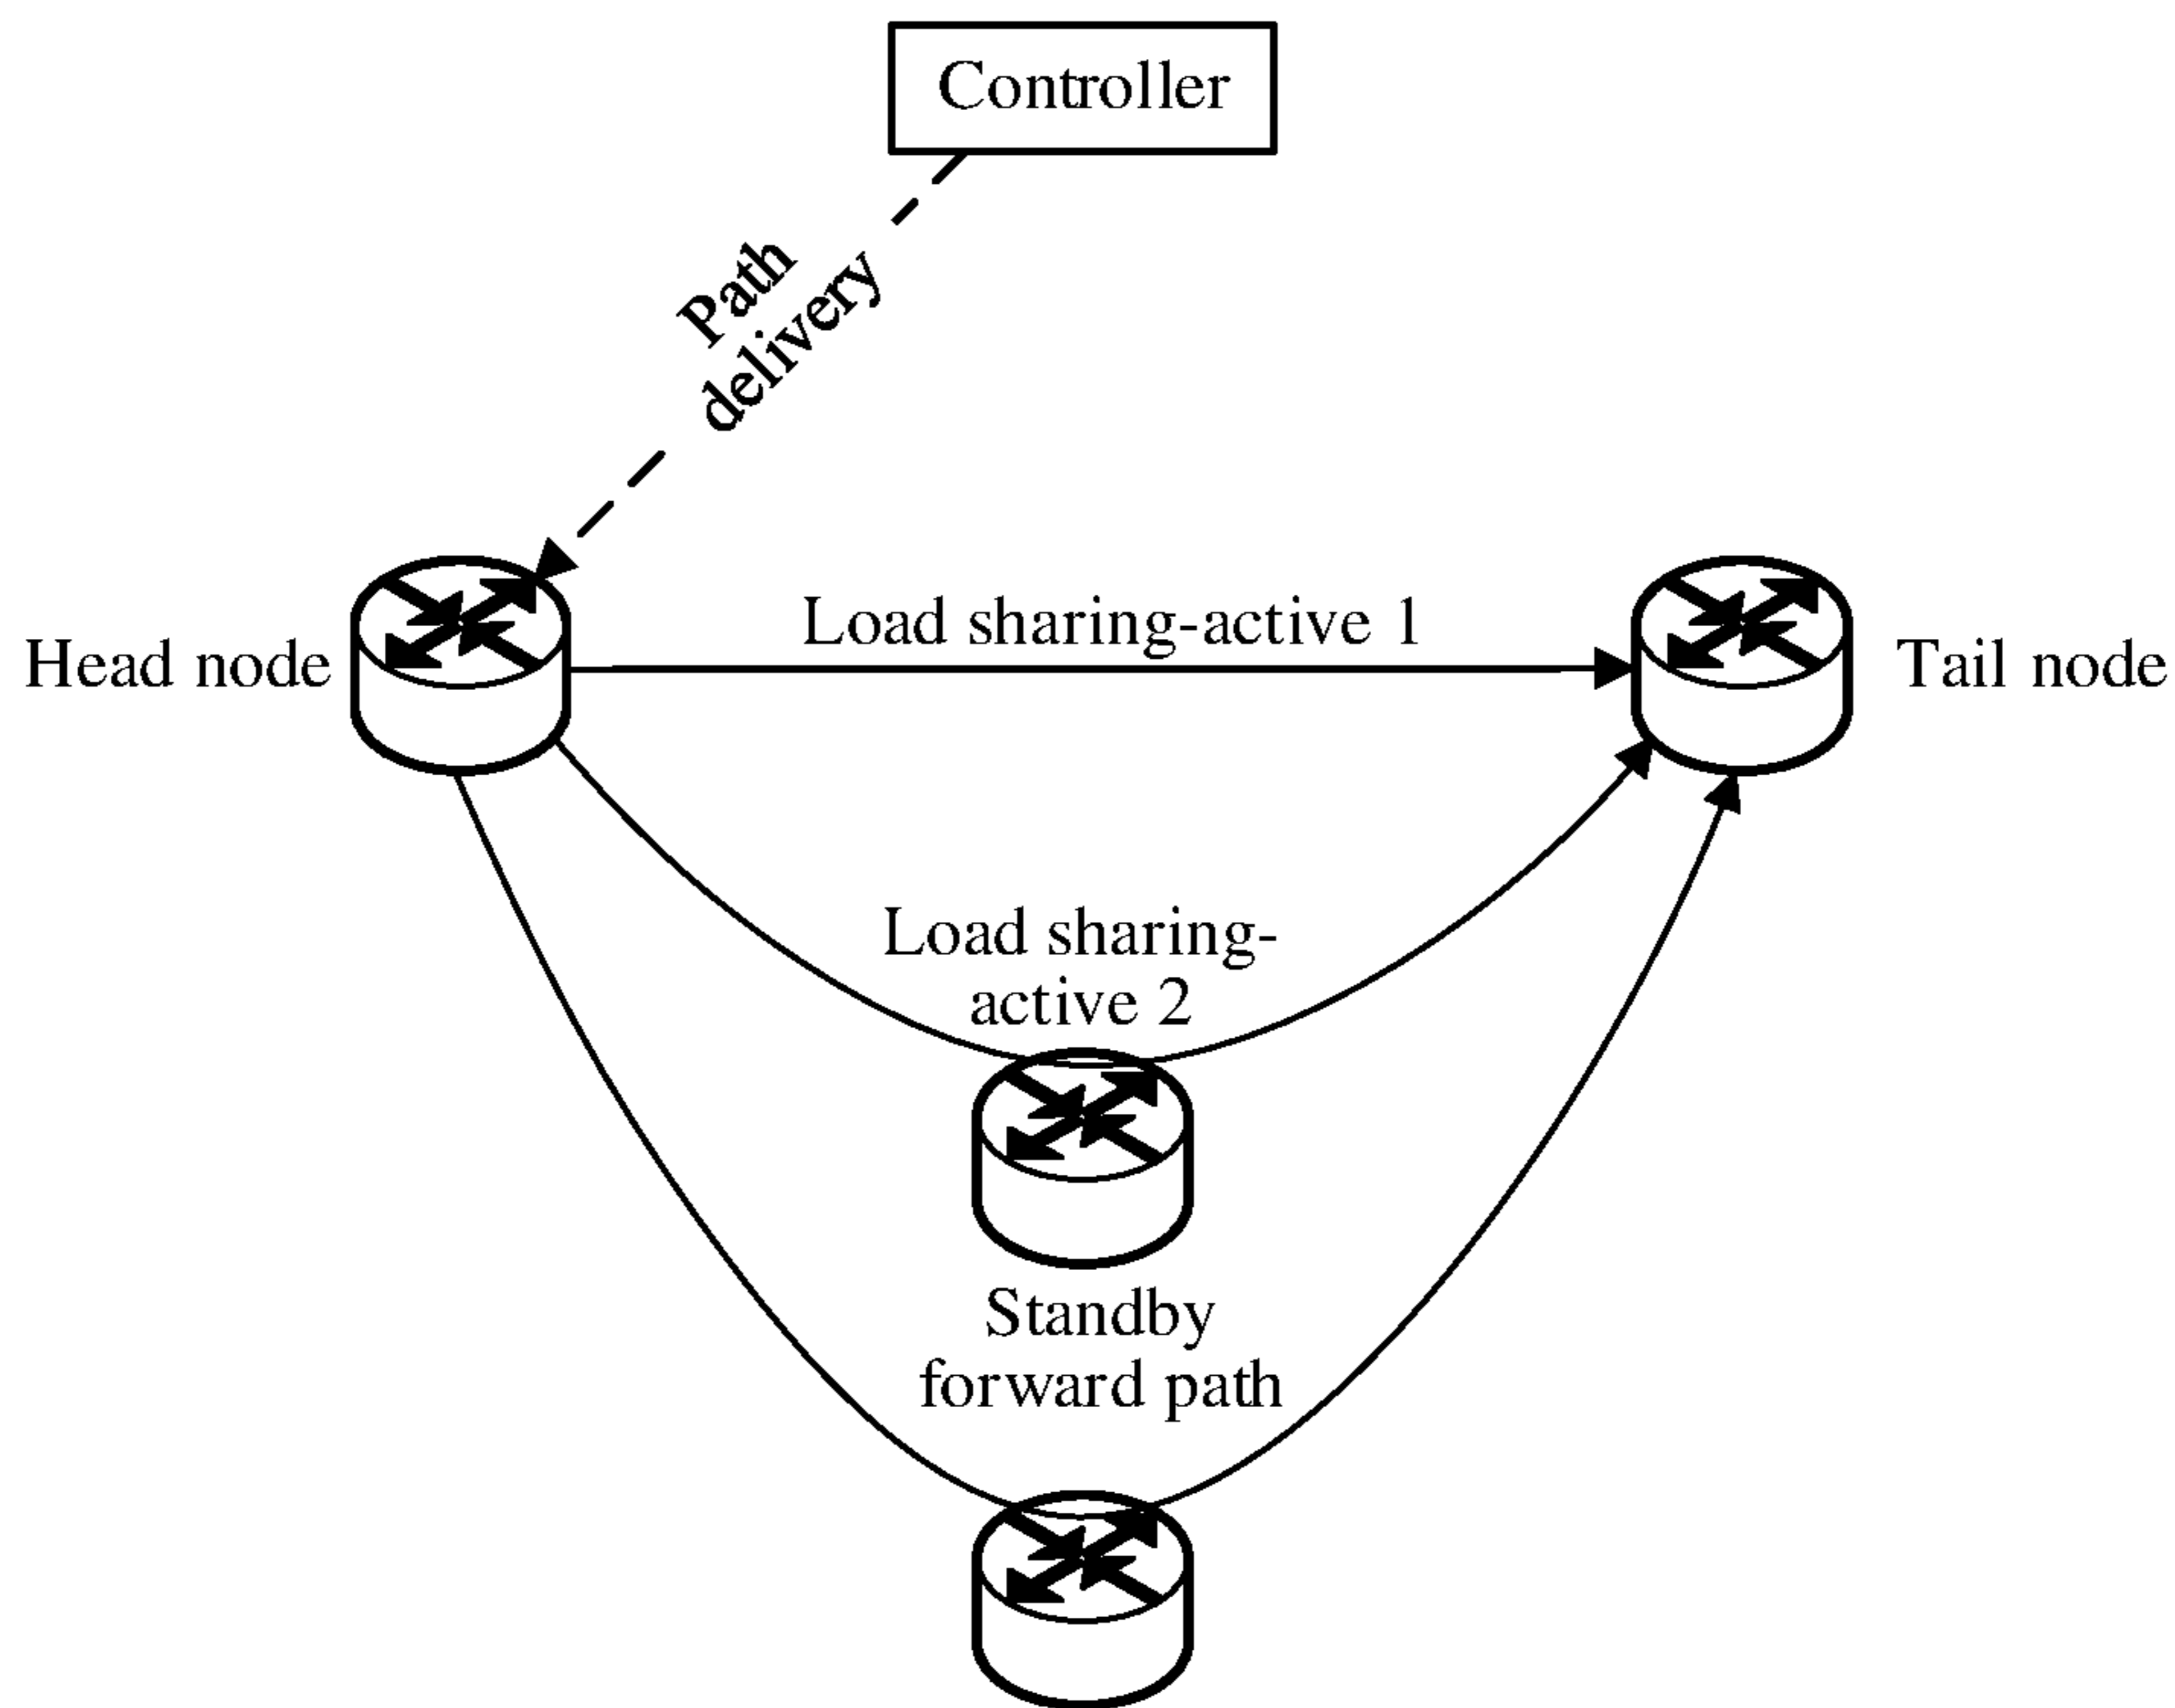 Controller
Path
delivery
Load sharing-active 1
Head node
Tail node
Load sharing-
active 2
Standby
forward path